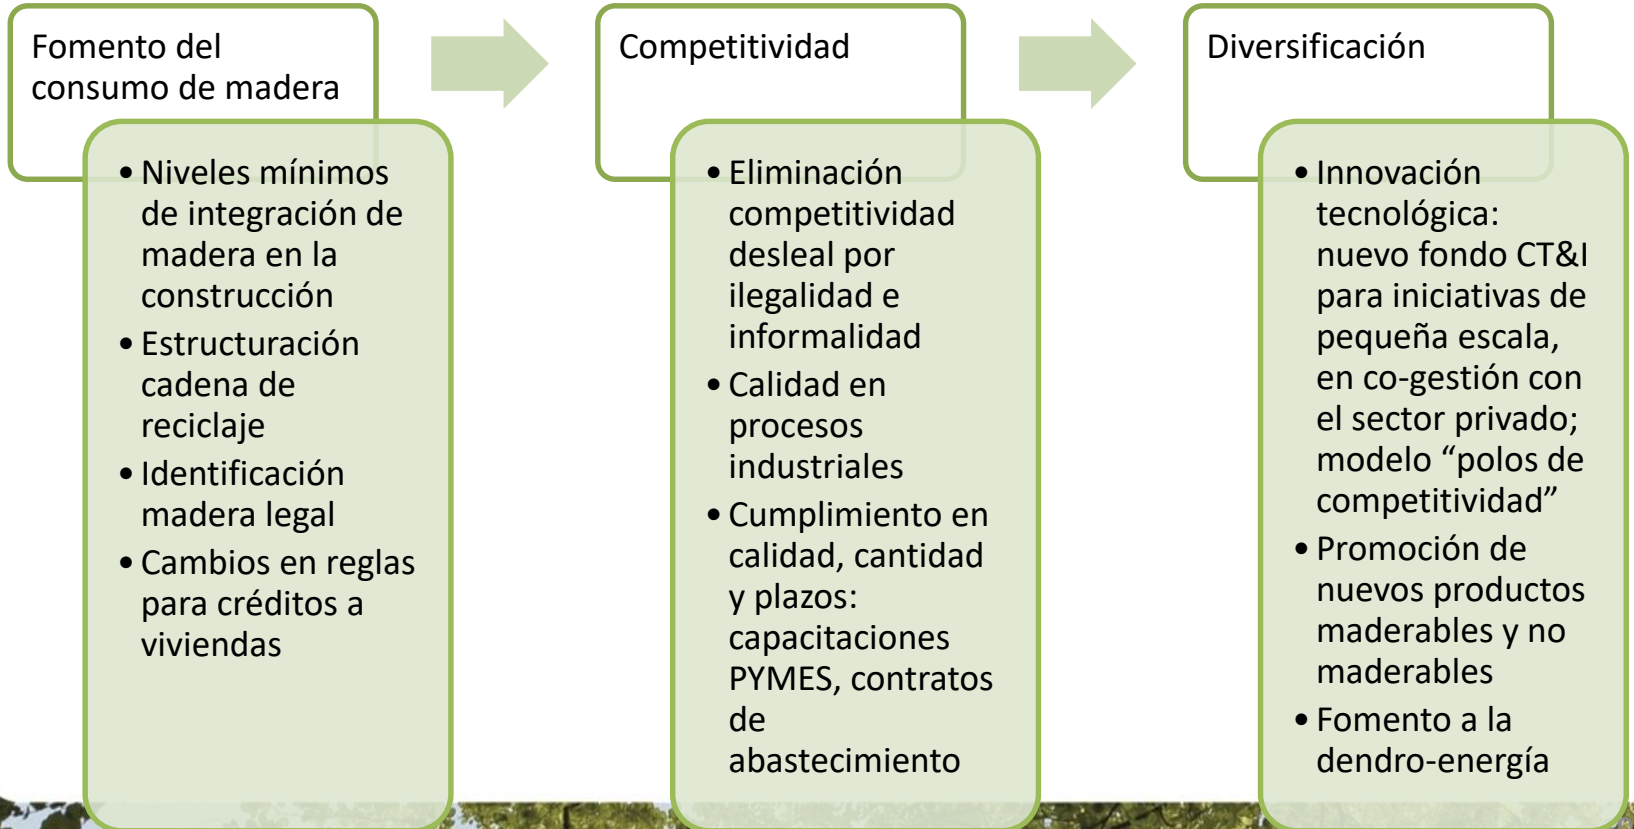 Fomento del
consumo de madera
• Niveles mínimos
de integración de
madera en la
construcción
• Estructuración
cadena de
reciclaje
• Identificación
madera legal
• Cambios en reglas
para créditos a
viviendas
Competitividad
• Eliminación
competitividad
desleal por
ilegalidad e
informalidad
• Calidad en
procesos
industriales
• Cumplimiento en
calidad, cantidad
y plazos:
capacitaciones
PYMES, contratos
de
abastecimiento
Diversificación
• Innovación
tecnológica:
nuevo fondo CT&I
para iniciativas de
pequeña escala,
en co-gestión con
el sector privado;
modelo “polos de
competitividad”
• Promoción de
nuevos productos
maderables y no
maderables
• Fomento a la
dendro-energía